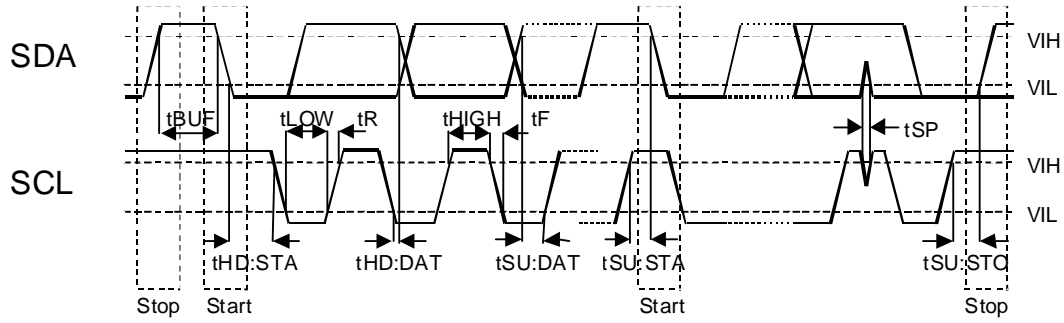 VIH
SDA
VIL
tBUF tLOW tR tHIGH tF tSP
VIH
SCL
VIL
tHD:STA tHD:DAT tSU:DAT tSU:STA tSU:STO
Stop Start Start Stop